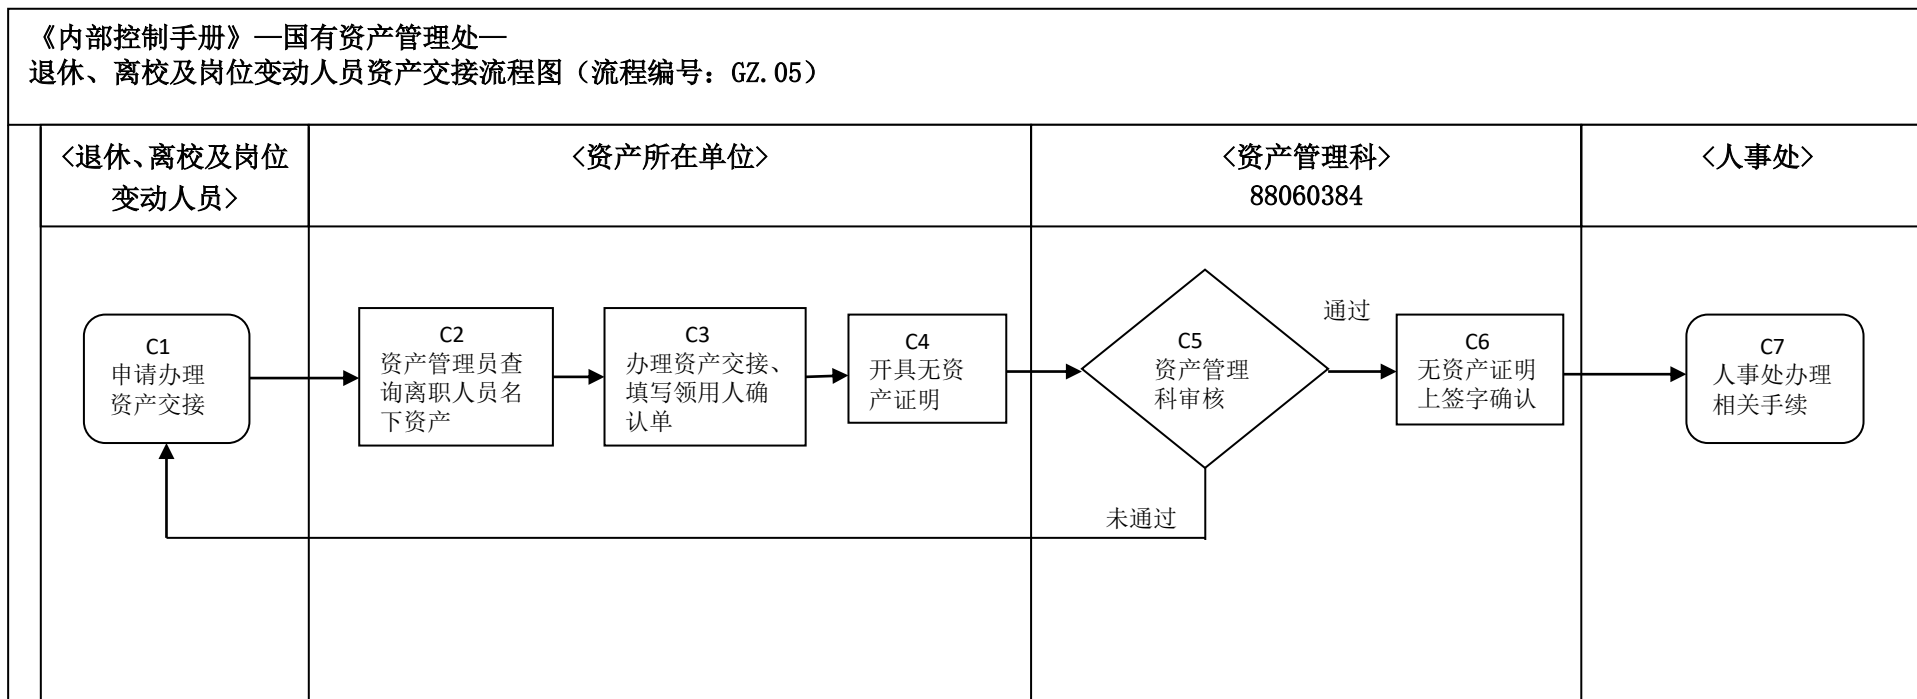 《内部控制手册》—国有资产管理处—
退休、离校及岗位变动人员资产交接流程图（流程编号：GZ.05）
<退休、离校及岗位
变动人员>
<资产所在单位>
<资产管理科>
88060384
<人事处>
C1
申请办理
资产交接
C2
资产管理员查
询离职人员名
下资产
C3
办理资产交接、
填写领用人确
认单
C4
开具无资
产证明
C5
资产管理
科审核
通过
C6
无资产证明
上签字确认
C7
人事处办理
相关手续
未通过